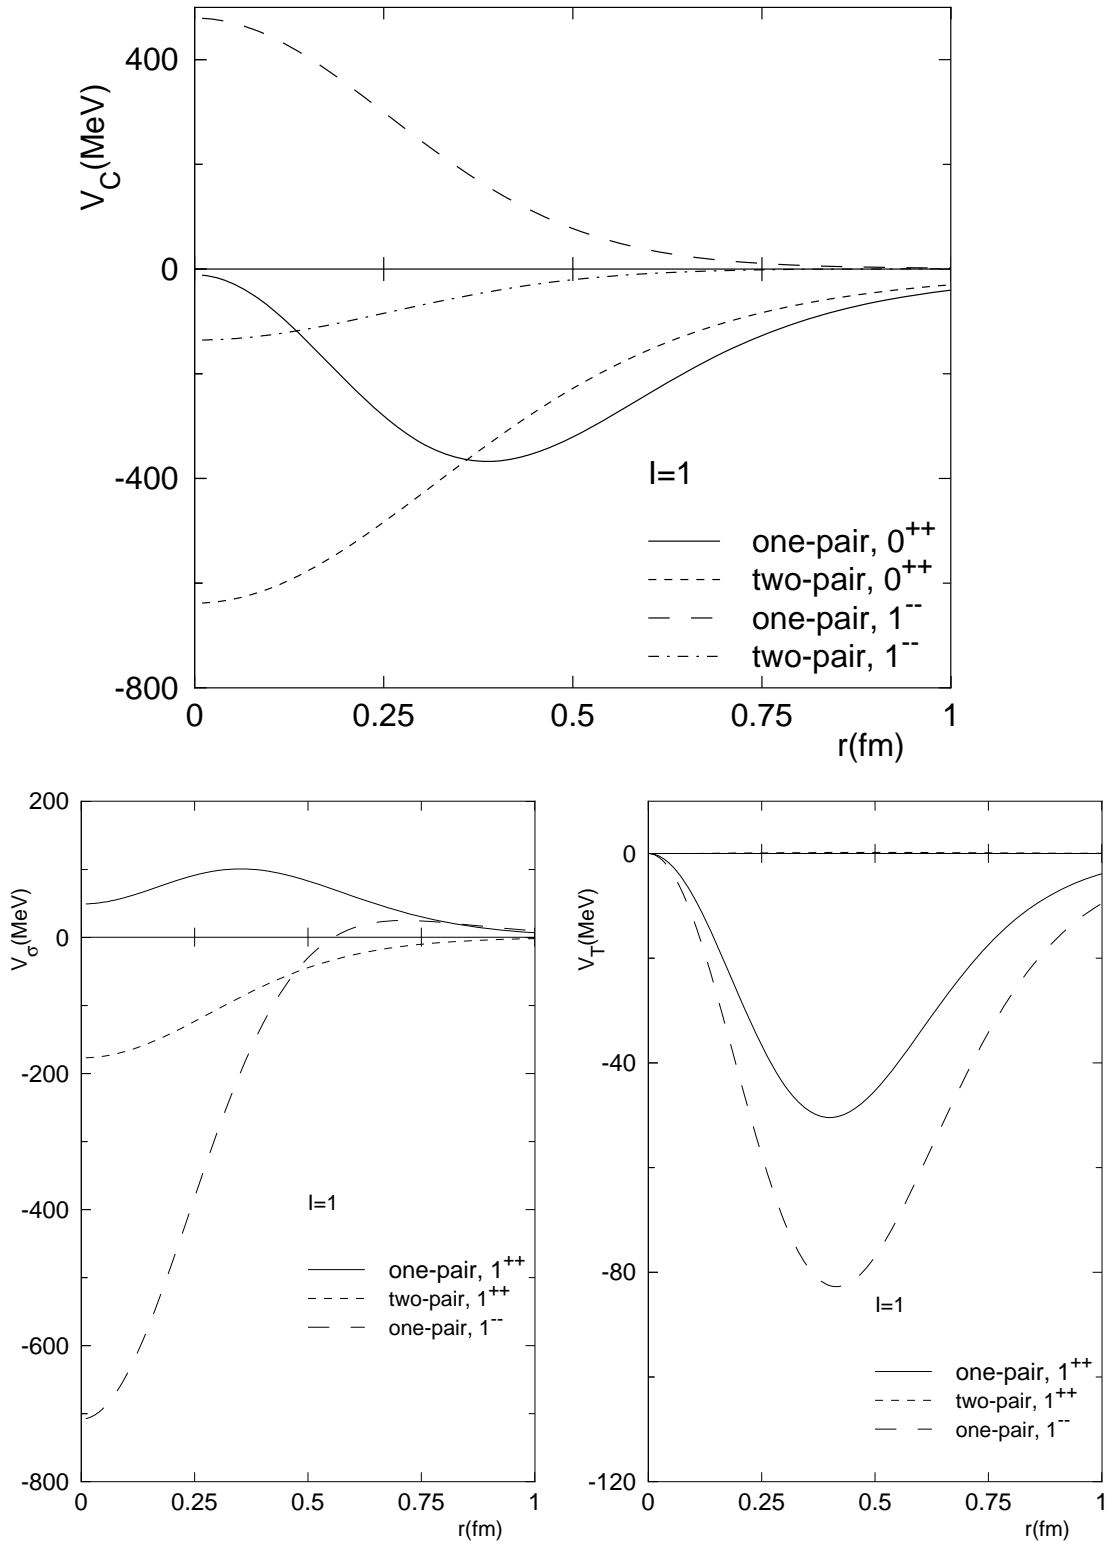 V_C(MeV)
400
0
-400
-800
0 0.25 0.5 0.75 1
r(fm)
I=1
one-pair, 0^++
two-pair, 0^++
one-pair, 1^--
two-pair, 1^--
V_σ(MeV)
200
100
0
-200
-400
-600
-800
0 0.25 0.5 0.75 1
r(fm)
I=1
one-pair, 1^++
two-pair, 1^++
one-pair, 1^--
V_T(MeV)
0
-40
-80
-120
0 0.25 0.5 0.75 1
r(fm)
I=1
one-pair, 1^++
two-pair, 1^++
one-pair, 1^--